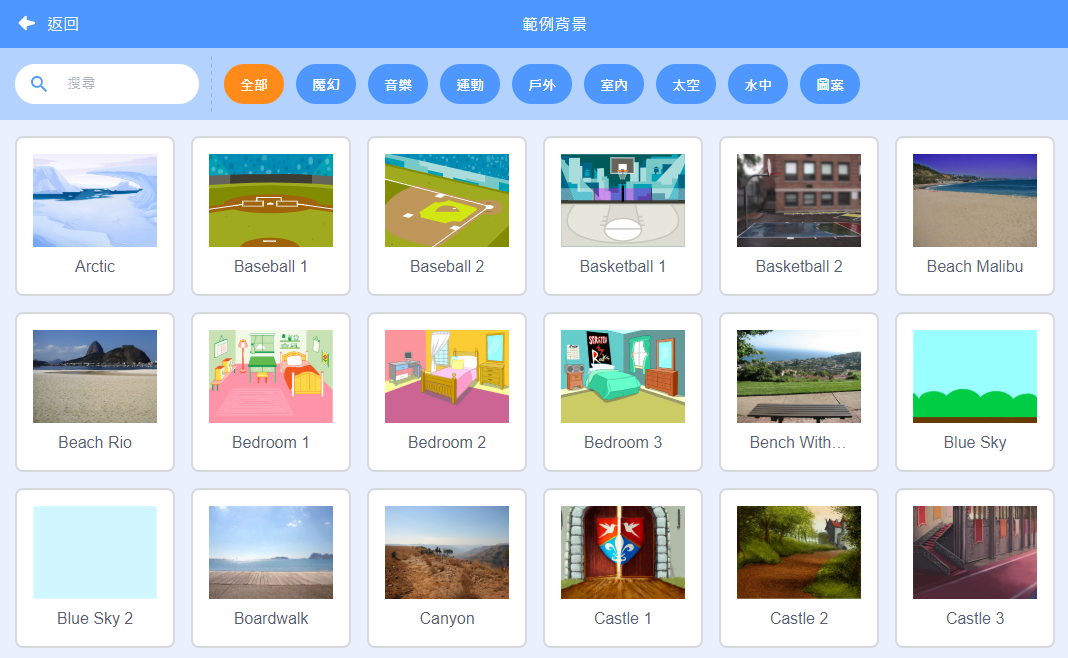 返回
範例背景
搜尋
全部
魔幻
音樂
運動
戶外
室內
太空
水中
圖案
Arctic
Baseball 1
Baseball 2
Basketball 1
Basketball 2
Beach Malibu
Beach Rio
Bedroom 1
Bedroom 2
SCRATCH
Bedroom 3
Bench With...
Blue Sky
Blue Sky 2
Boardwalk
Canyon
Castle 1
Castle 2
Castle 3